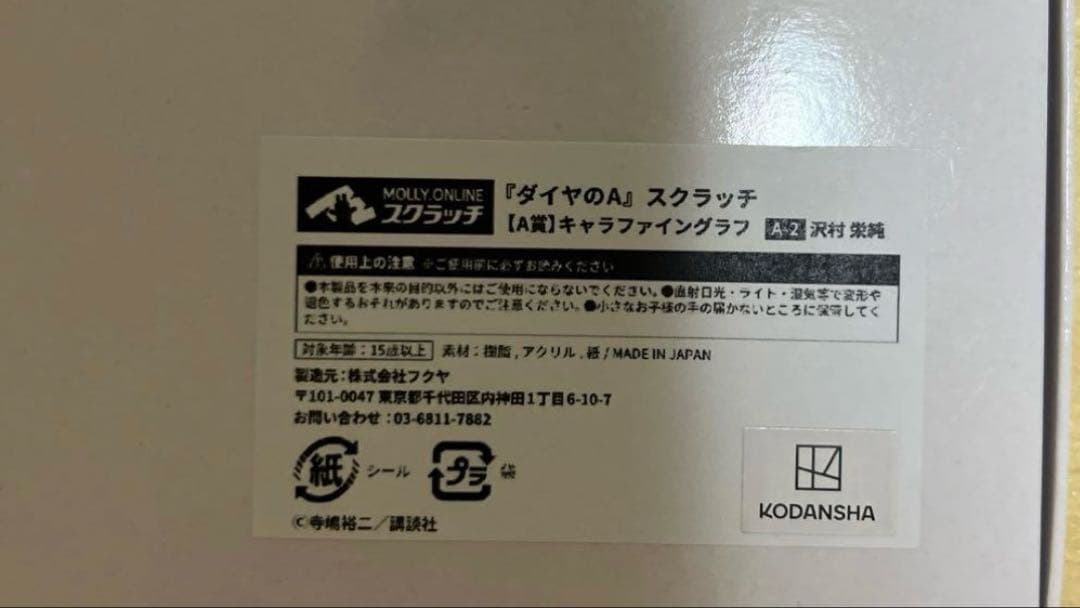 MOLLY.ONLINE
スクラッチ
『ダイヤのA』スクラッチ
【A賞】キャラファイングラフ A-2 沢村 栄純
⚠使用上の注意 ※ご使用前に必ずお読みください
●本製品を本来の目的以外にはご使用にならないでください。●直射日光・ライト・湿気等で変形や
退色するおそれがありますのでご注意ください。●小さなお子様の手の届かないところに保管してく
ださい。
対象年齢:15歳以上 素材:樹脂,アクリル,紙/MADE IN JAPAN
製造元:株式会社フクヤ
〒101-0047 東京都千代田区内神田1丁目6-10-7
お問い合わせ:03-6811-7882
紙 シール プラ 袋
©寺嶋裕二/講談社
KODANSHA